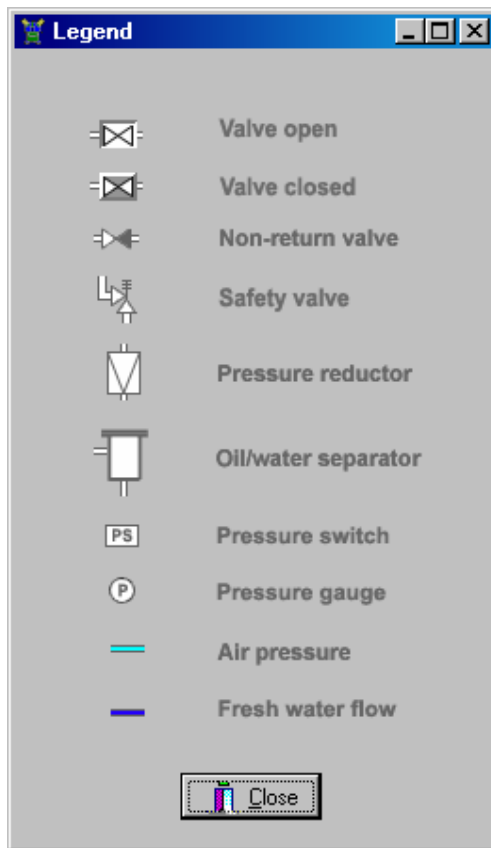 Legend
Valve open
Valve closed
Non-return valve
Safety valve
Pressure reductor
Oil/water separator
PS Pressure switch
P Pressure gauge
Air pressure
Fresh water flow
Close